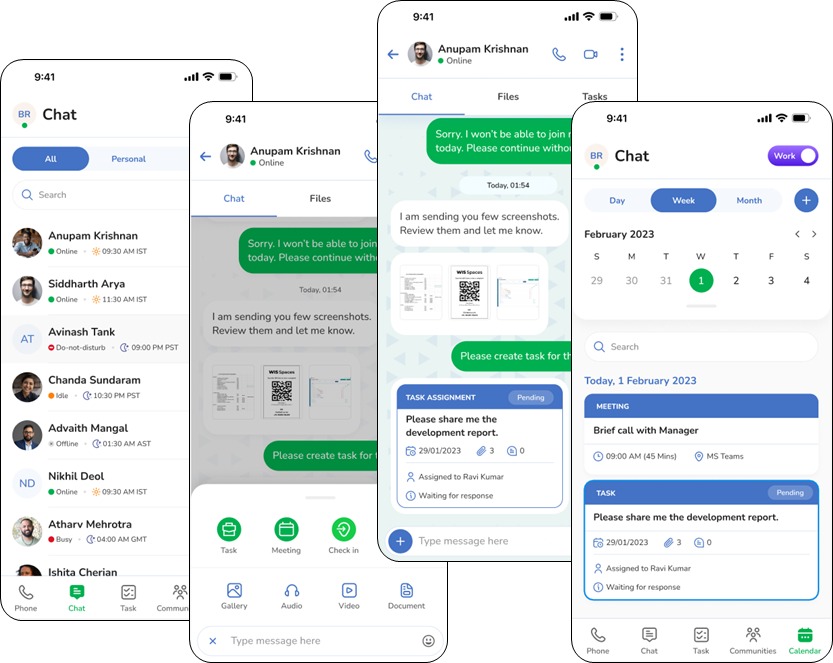 9:41
BR
Chat
All
Personal
Search
Anupam Krishnan
Online
09:30 AM IST
Siddharth Arya
Online
11:30 AM IST
AT
Avinash Tank
Do-not-disturb
09:00 PM PST
Chanda Sundaram
Idle
10:30 PM PST
Advaith Mangal
Offline
01:30 AM AST
ND
Nikhil Deol
Online
09:30 AM IST
Atharv Mehrotra
Busy
04:00 AM GMT
Ishita Cherian
Phone
Chat
Task
Commun
9:41
Anupam Krishnan
Online
Chat
Files
Sorry. I won't be able to join
today. Please continue witho
Today, 01:54
I am sending you few screenshots.
Review them and let me know.
WIS Spaces
Please create task for t
Task
Meeting
Check in
Gallery
Audio
Video
Document
Type message here
9:41
Anupam Krishnan
Online
Chat
Files
Tasks
Sorry. I won't be able to join
today. Please continue witho
Today, 01:54
I am sending you few screenshots.
Review them and let me know.
WIS Spaces
Please create task for th
TASK ASSIGNMENT
Pending
Please share me the
development report.
29/01/2023
3
0
Assigned to Ravi Kumar
Waiting for response
Type message here
9:41
BR
Chat
Work
Day
Week
Month
February 2023
S M T W T F S
29 30 31 1 2 3 4
Search
Today, 1 February 2023
MEETING
Brief call with Manager
09:00 AM (45 Mins)
MS Teams
TASK
Pending
Please share me the development report.
29/01/2023
3
0
Assigned to Ravi Kumar
Waiting for response
Phone
Chat
Task
Communities
Calendar